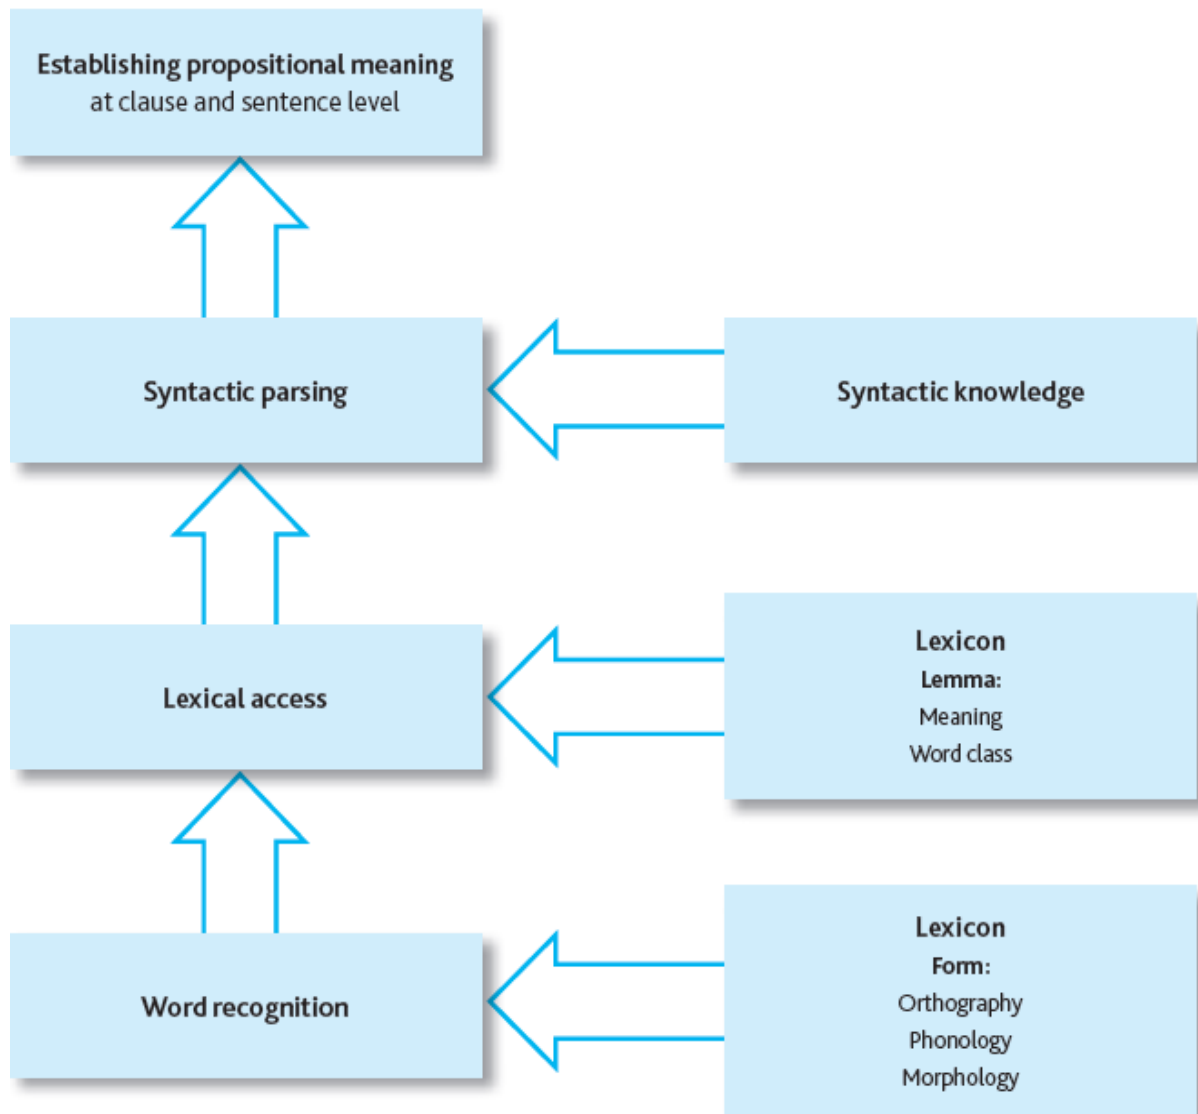 Establishing propositional meaning
at clause and sentence level
Syntactic parsing
Syntactic knowledge
Lexical access
Lexicon
Lemma:
Meaning
Word class
Word recognition
Lexicon
Form:
Orthography
Phonology
Morphology